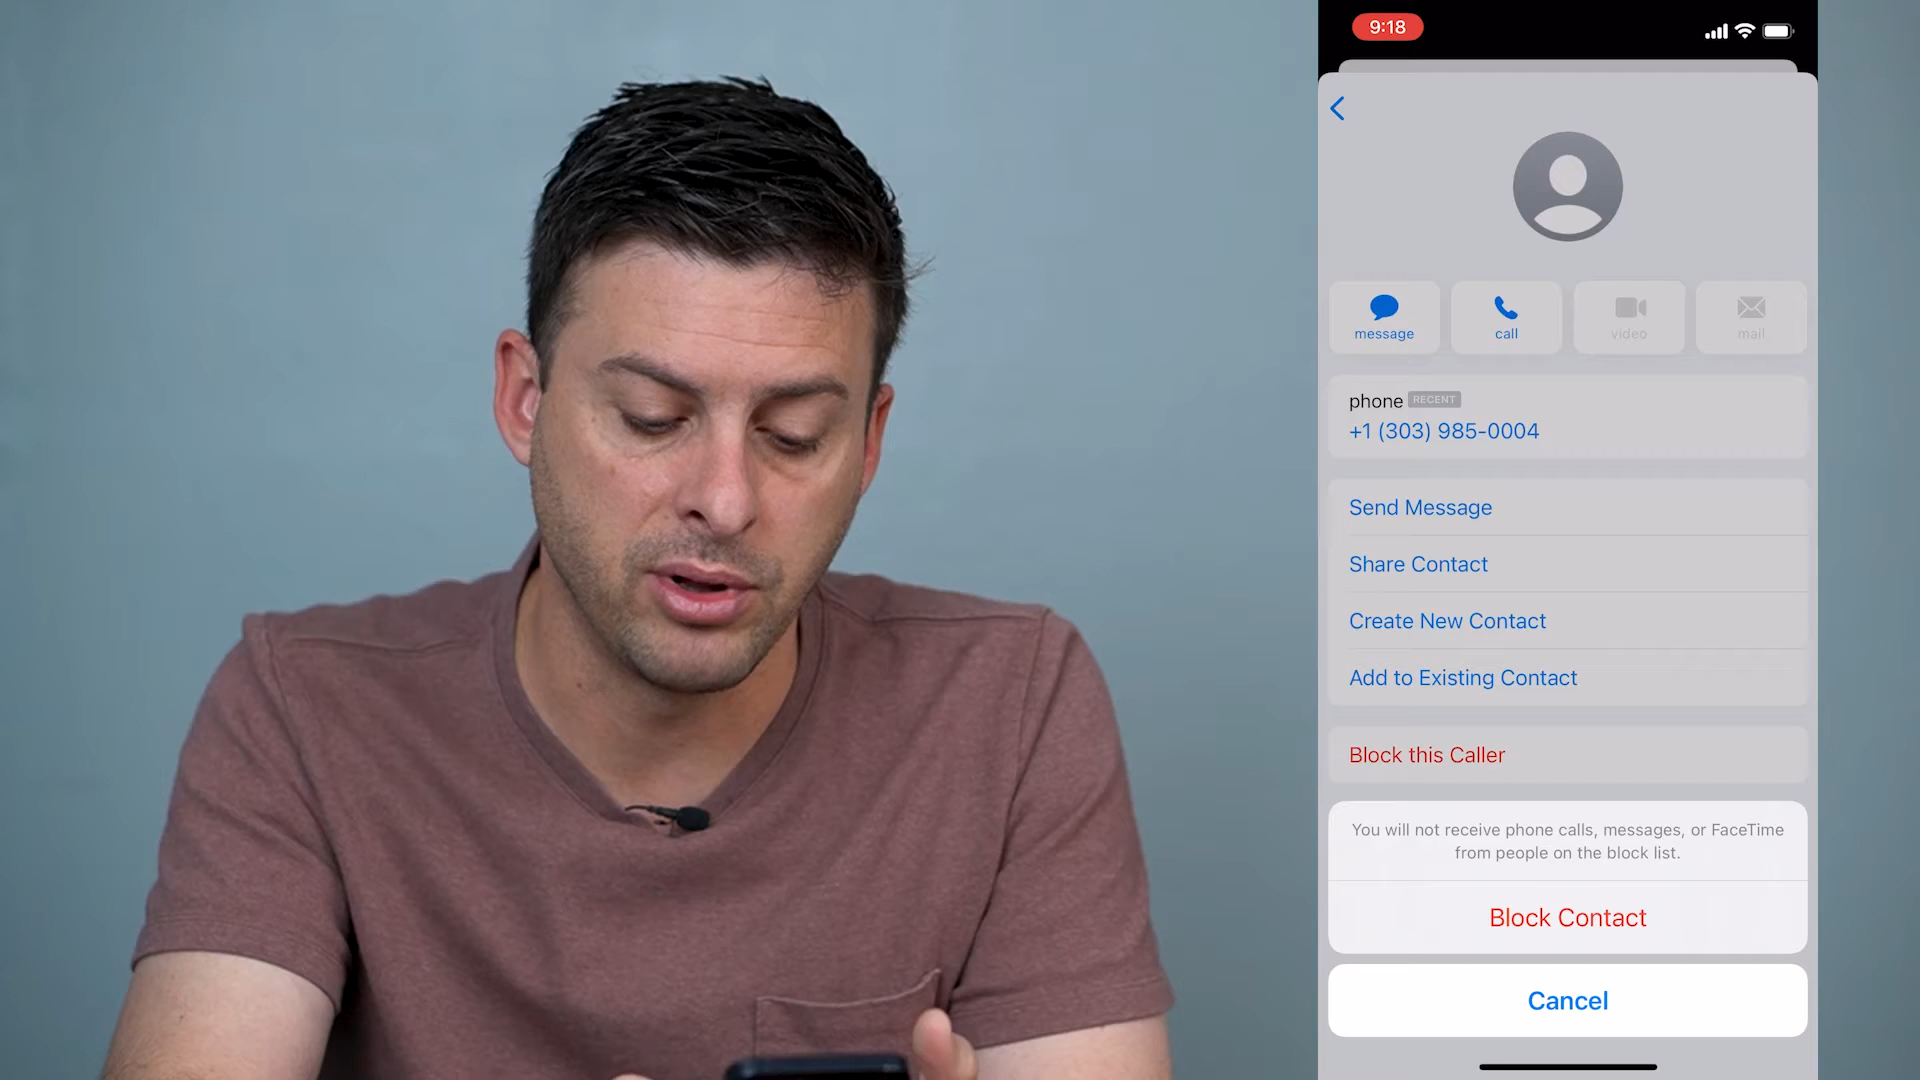 9:18
message
call
video
mail
phone RECENT
+1 (303) 985-0004
Send Message
Share Contact
Create New Contact
Add to Existing Contact
Block this Caller
You will not receive phone calls, messages, or FaceTime
from people on the block list.
Block Contact
Cancel